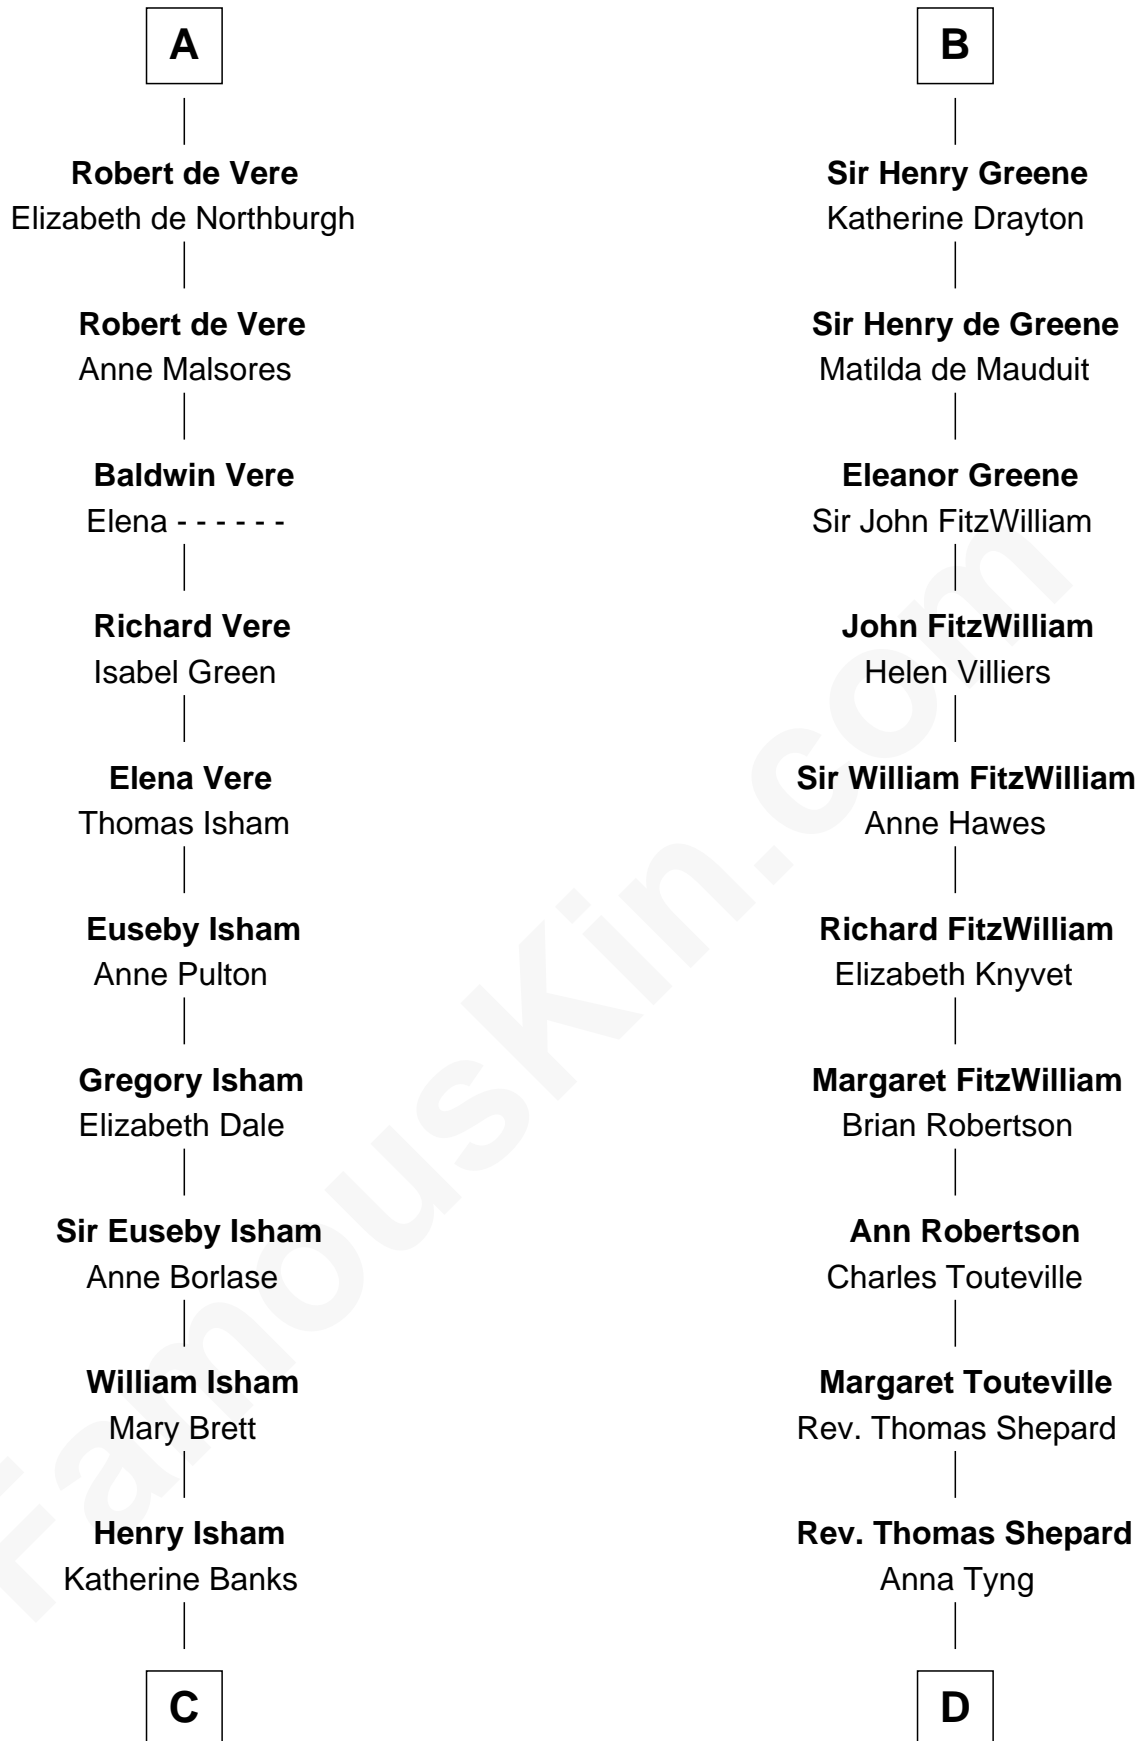 A
Robert de Vere
Elizabeth de Northburgh
Robert de Vere
Anne Malsores
Baldwin Vere
Elena - - - - - -
Richard Vere
Isabel Green
Elena Vere
Thomas Isham
Euseby Isham
Anne Pulton
Gregory Isham
Elizabeth Dale
Sir Euseby Isham
Anne Borlase
William Isham
Mary Brett
Henry Isham
Katherine Banks
C
B
Sir Henry Greene
Katherine Drayton
Sir Henry de Greene
Matilda de Mauduit
Eleanor Greene
Sir John FitzWilliam
John FitzWilliam
Helen Villiers
Sir William FitzWilliam
Anne Hawes
Richard FitzWilliam
Elizabeth Knyvet
Margaret FitzWilliam
Brian Robertson
Ann Robertson
Charles Touteville
Margaret Touteville
Rev. Thomas Shepard
Rev. Thomas Shepard
Anna Tyng
D
FamousKin.com